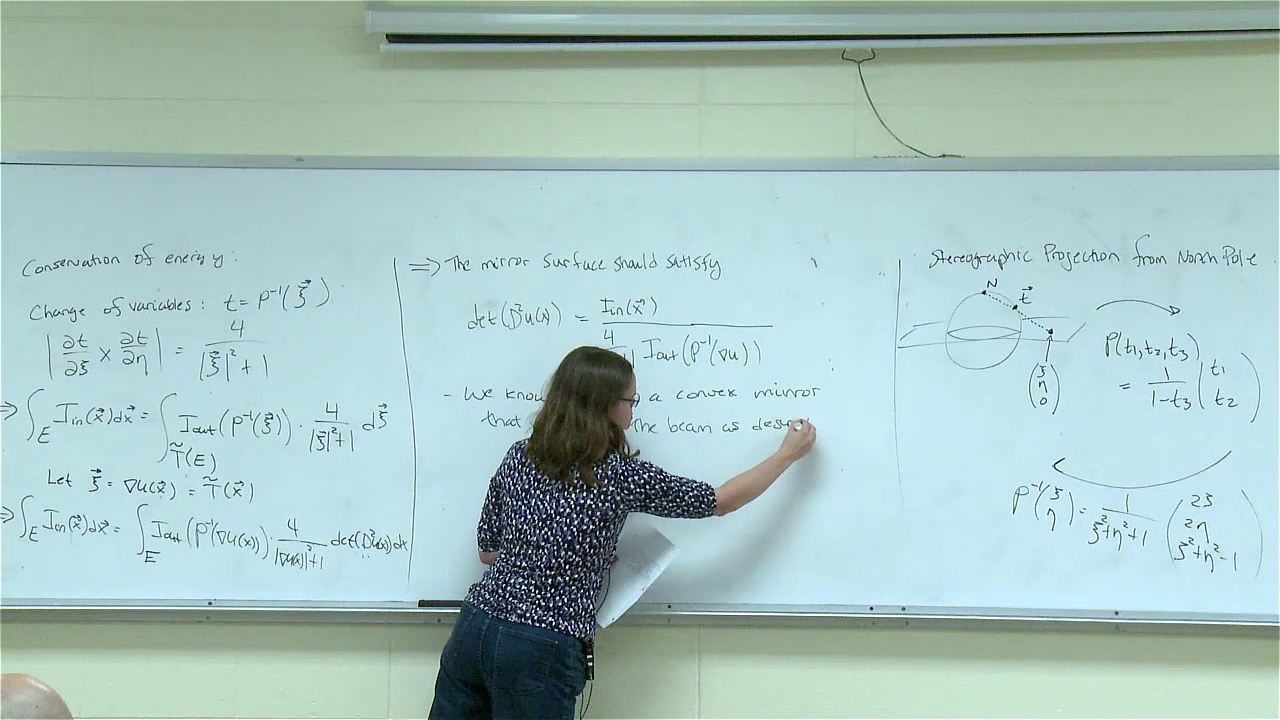 Conservation of energy:
Change of variables: t = P⁻¹(ξ⃗)
|∂t/∂ξ × ∂t/∂η| = 4/(|ξ⃗|²+1)
⇒ ∫_E I_in(x⃗)dx⃗ = ∫_T̃(E) I_out(P⁻¹(ξ⃗)) · 4/(|ξ⃗|²+1) dξ⃗
Let ξ⃗ = ∇u(x⃗) = T̃(x⃗)
⇒ ∫_E I_in(x⃗)dx⃗ = ∫_E I_out(P⁻¹(∇u(x))) · 4/(|∇u(x)|²+1) det(D²u(x))dx
⇒ The mirror surface should satisfy
det(D²u(x)) = I_in(x⃗)
4 I_out(P⁻¹(∇u))
- We know a convex mirror
that the beam as
Stereographic Projection from North Pole
N
t⃗
(ξ η 0)
P(t₁,t₂,t₃)
= 1/(1-t₃) (t₁ t₂)
P⁻¹(ξ η) = 1/(ξ²+η²+1) (2ξ 2η ξ²+η²-1)